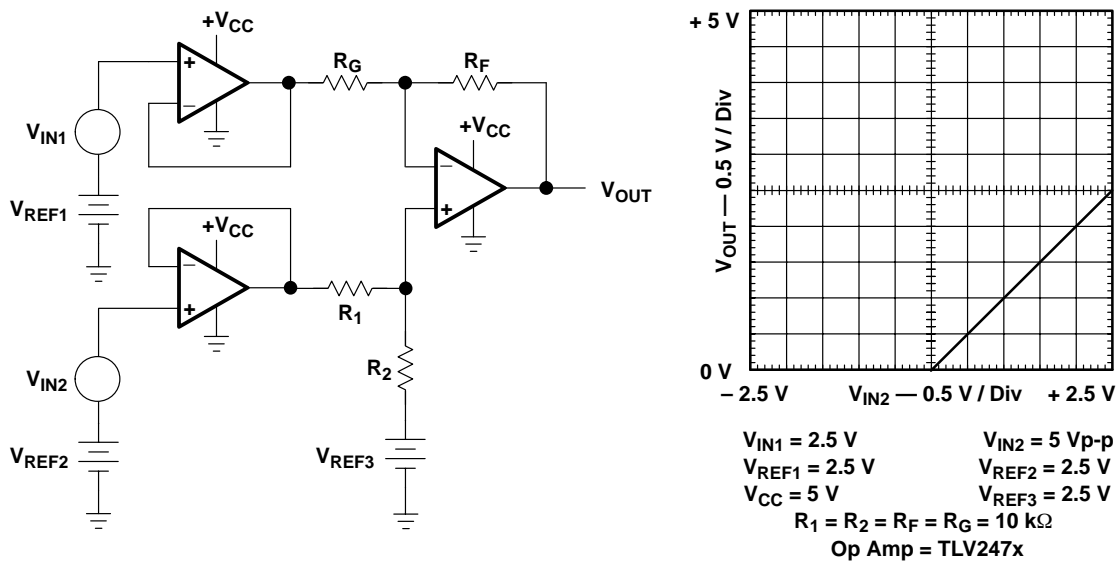 +VCC
+
−
RG
RF
VIN1
VREF1
+VCC
−
+
VOUT
+VCC
−
+
R1
VIN2
R2
VREF2
VREF3
+ 5 V
VOUT — 0.5 V / Div
0 V
– 2.5 V
VIN2 — 0.5 V / Div
+ 2.5 V
VIN1 = 2.5 V
VIN2 = 5 Vp-p
VREF1 = 2.5 V
VREF2 = 2.5 V
VCC = 5 V
VREF3 = 2.5 V
R1 = R2 = RF = RG = 10 kΩ
Op Amp = TLV247x